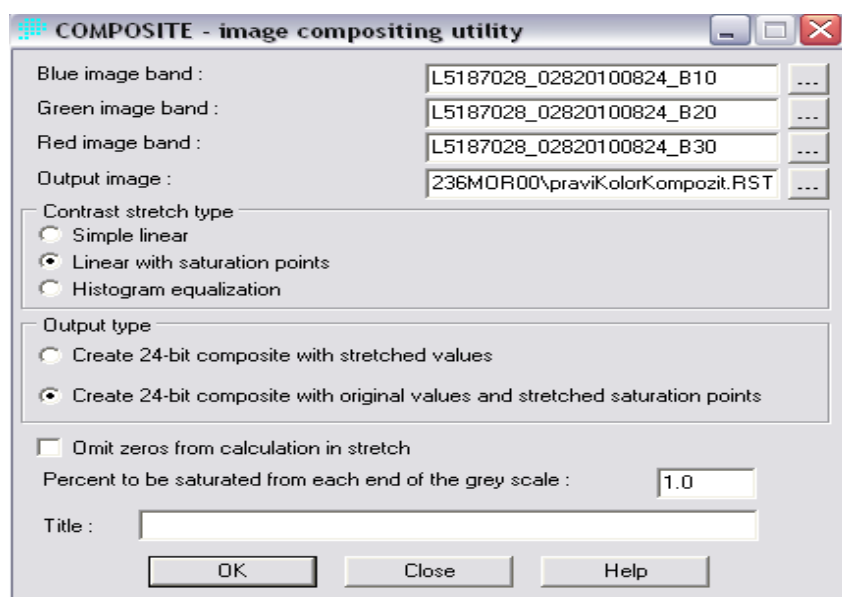 COMPOSITE - image compositing utility
Blue image band : L5187028_02820100824_B10 ...
Green image band : L5187028_02820100824_B20 ...
Red image band : L5187028_02820100824_B30 ...
Output image : 236MOR00\praviKolorKompozit.RST ...
Contrast stretch type
Simple linear
Linear with saturation points
Histogram equalization
Output type
Create 24-bit composite with stretched values
Create 24-bit composite with original values and stretched saturation points
Omit zeros from calculation in stretch
Percent to be saturated from each end of the grey scale : 1.0
Title :
OK Close Help